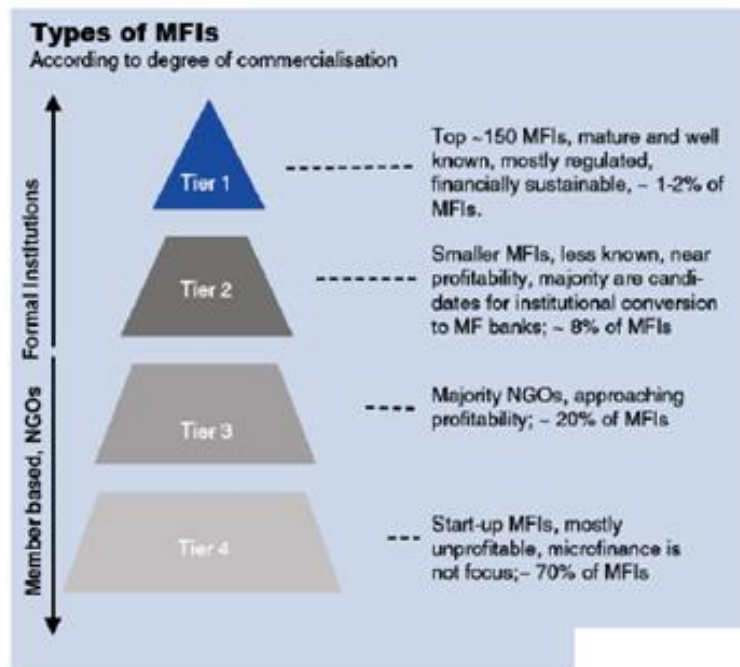 Types of MFIs
According to degree of commercialisation
Formal Institutions
Member based, NGOs
Tier 1
Top ~150 MFIs, mature and well
known, mostly regulated,
financially sustainable, ~ 1-2% of
MFIs.
Tier 2
Smaller MFIs, less known, near
profitability, majority are candi-
dates for institutional conversion
to MF banks; ~ 8% of MFIs
Tier 3
Majority NGOs, approaching
profitability; ~ 20% of MFIs
Tier 4
Start-up MFIs, mostly
unprofitable, microfinance is
not focus;~ 70% of MFIs